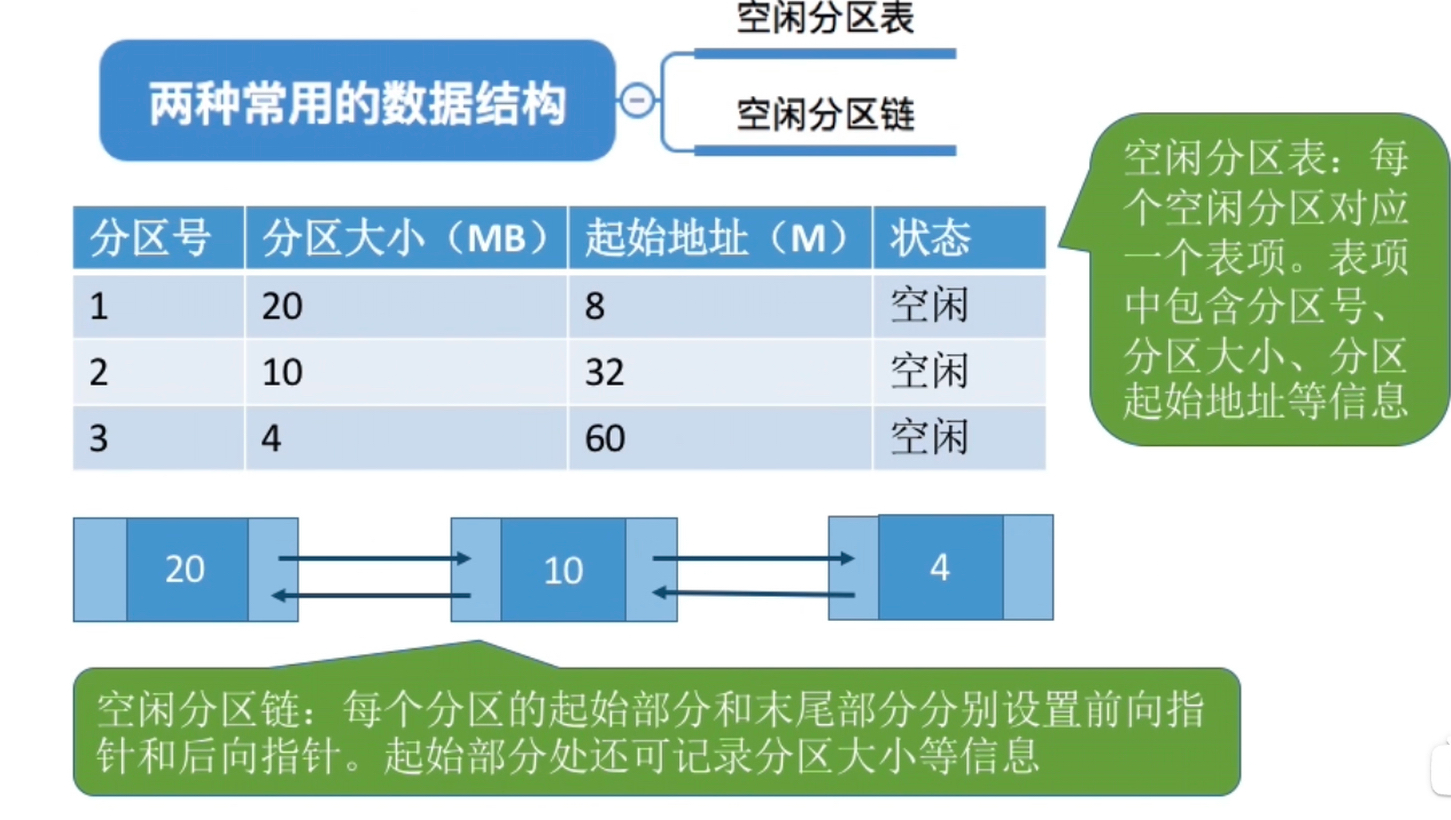 空闲分区表
两种常用的数据结构
空闲分区链
空闲分区表：每
个空闲分区对应
一个表项。表项
中包含分区号、
分区大小、分区
起始地址等信息
分区号 分区大小（MB） 起始地址（M） 状态
1 20 8 空闲
2 10 32 空闲
3 4 60 空闲
20 10 4
空闲分区链：每个分区的起始部分和末尾部分分别设置前向指
针和后向指针。起始部分处还可记录分区大小等信息